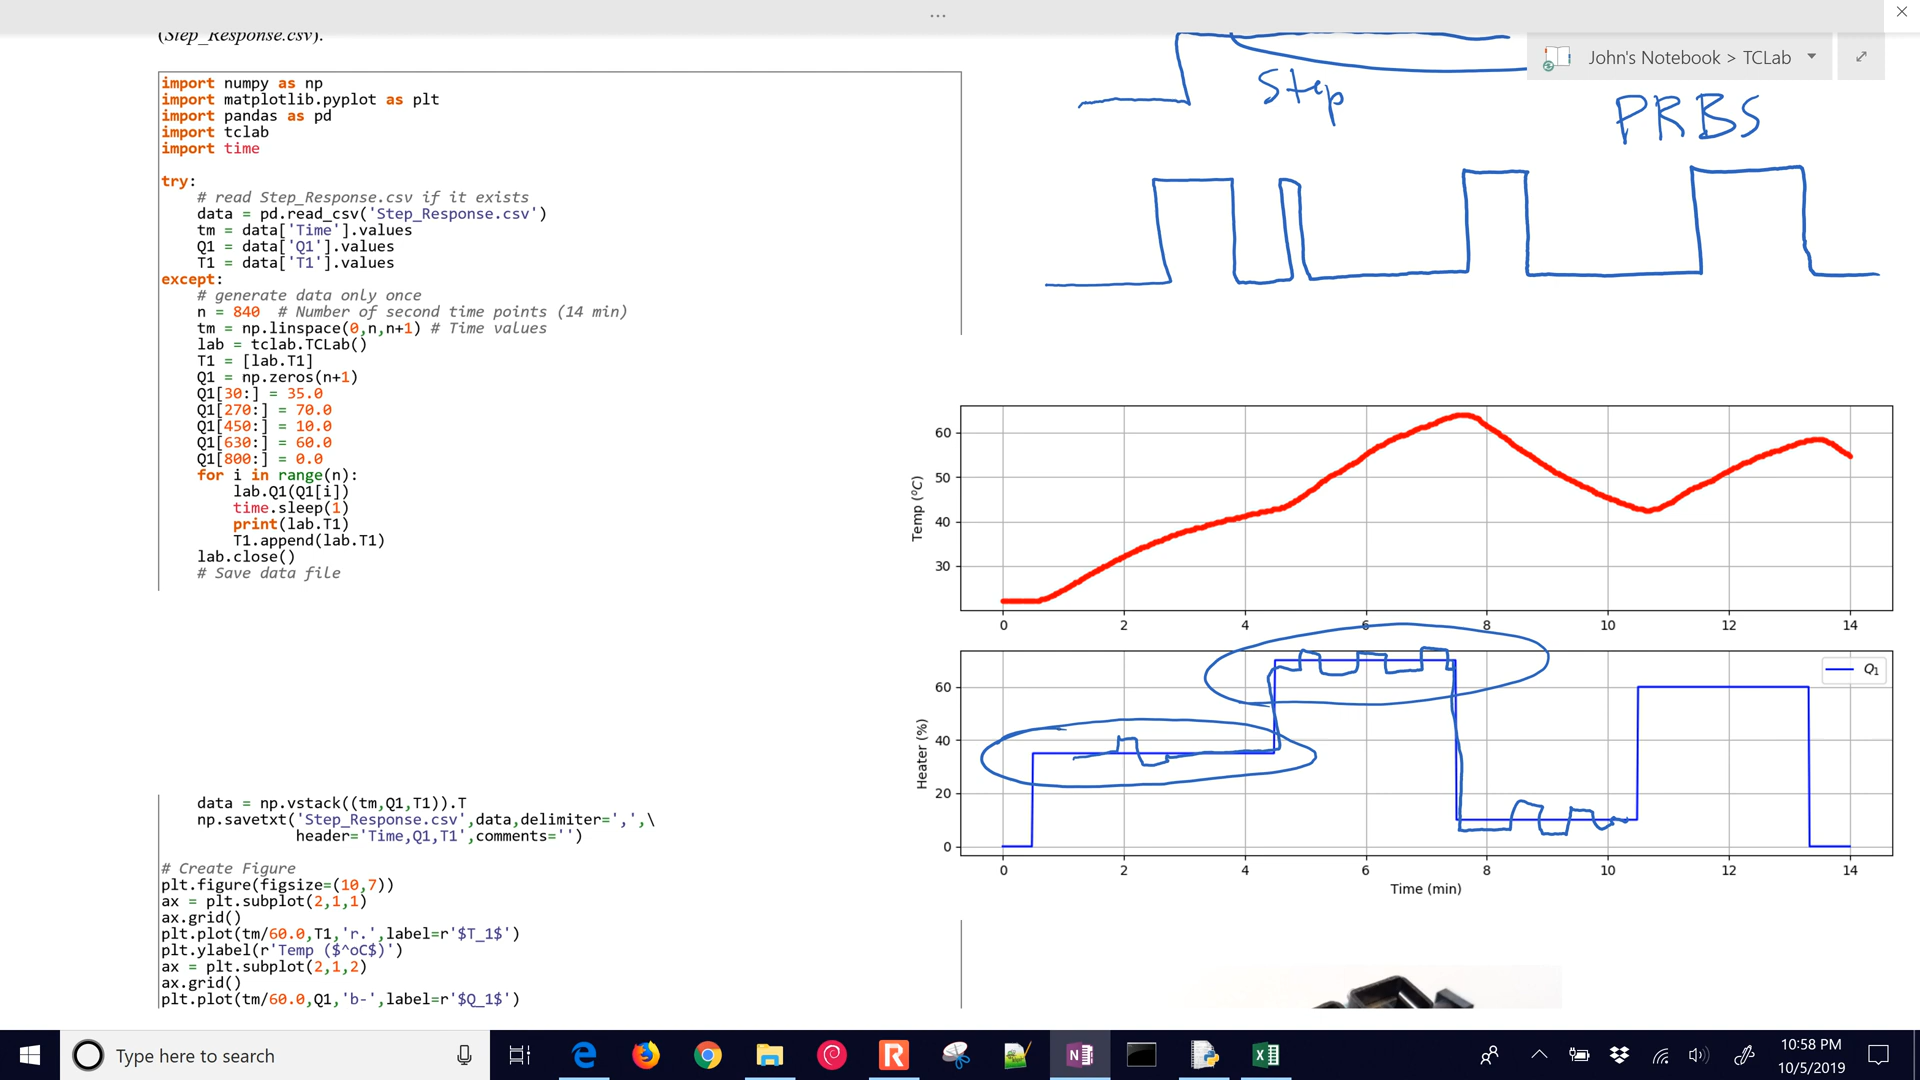 ...
(Step_Response.csv).
import numpy as np
import matplotlib.pyplot as plt
import pandas as pd
import tclab
import time
try:
    # read Step_Response.csv if it exists
    data = pd.read_csv('Step_Response.csv')
    tm = data['Time'].values
    Q1 = data['Q1'].values
    T1 = data['T1'].values
except:
    # generate data only once
    n = 840  # Number of second time points (14 min)
    tm = np.linspace(0,n,n+1) # Time values
    lab = tclab.TCLab()
    T1 = [lab.T1]
    Q1 = np.zeros(n+1)
    Q1[30:] = 35.0
    Q1[270:] = 70.0
    Q1[450:] = 10.0
    Q1[630:] = 60.0
    Q1[800:] = 0.0
    for i in range(n):
        lab.Q1(Q1[i])
        time.sleep(1)
        print(lab.T1)
        T1.append(lab.T1)
    lab.close()
    # Save data file
    data = np.vstack((tm,Q1,T1)).T
    np.savetxt('Step_Response.csv',data,delimiter=',',\
               header='Time,Q1,T1',comments='')
# Create Figure
plt.figure(figsize=(10,7))
ax = plt.subplot(2,1,1)
ax.grid()
plt.plot(tm/60.0,T1,'r.',label=r'$T_1$')
plt.ylabel(r'Temp ($^oC$)')
ax = plt.subplot(2,1,2)
ax.grid()
plt.plot(tm/60.0,Q1,'b-',label=r'$Q_1$')
John's Notebook > TCLab
Step
PRBS
Temp (°C)
60
50
40
30
0 2 4 6 8 10 12 14
Q₁
Heater (%)
60
40
20
0
0 2 4 6 8 10 12 14
Time (min)
Type here to search
10:58 PM
10/5/2019